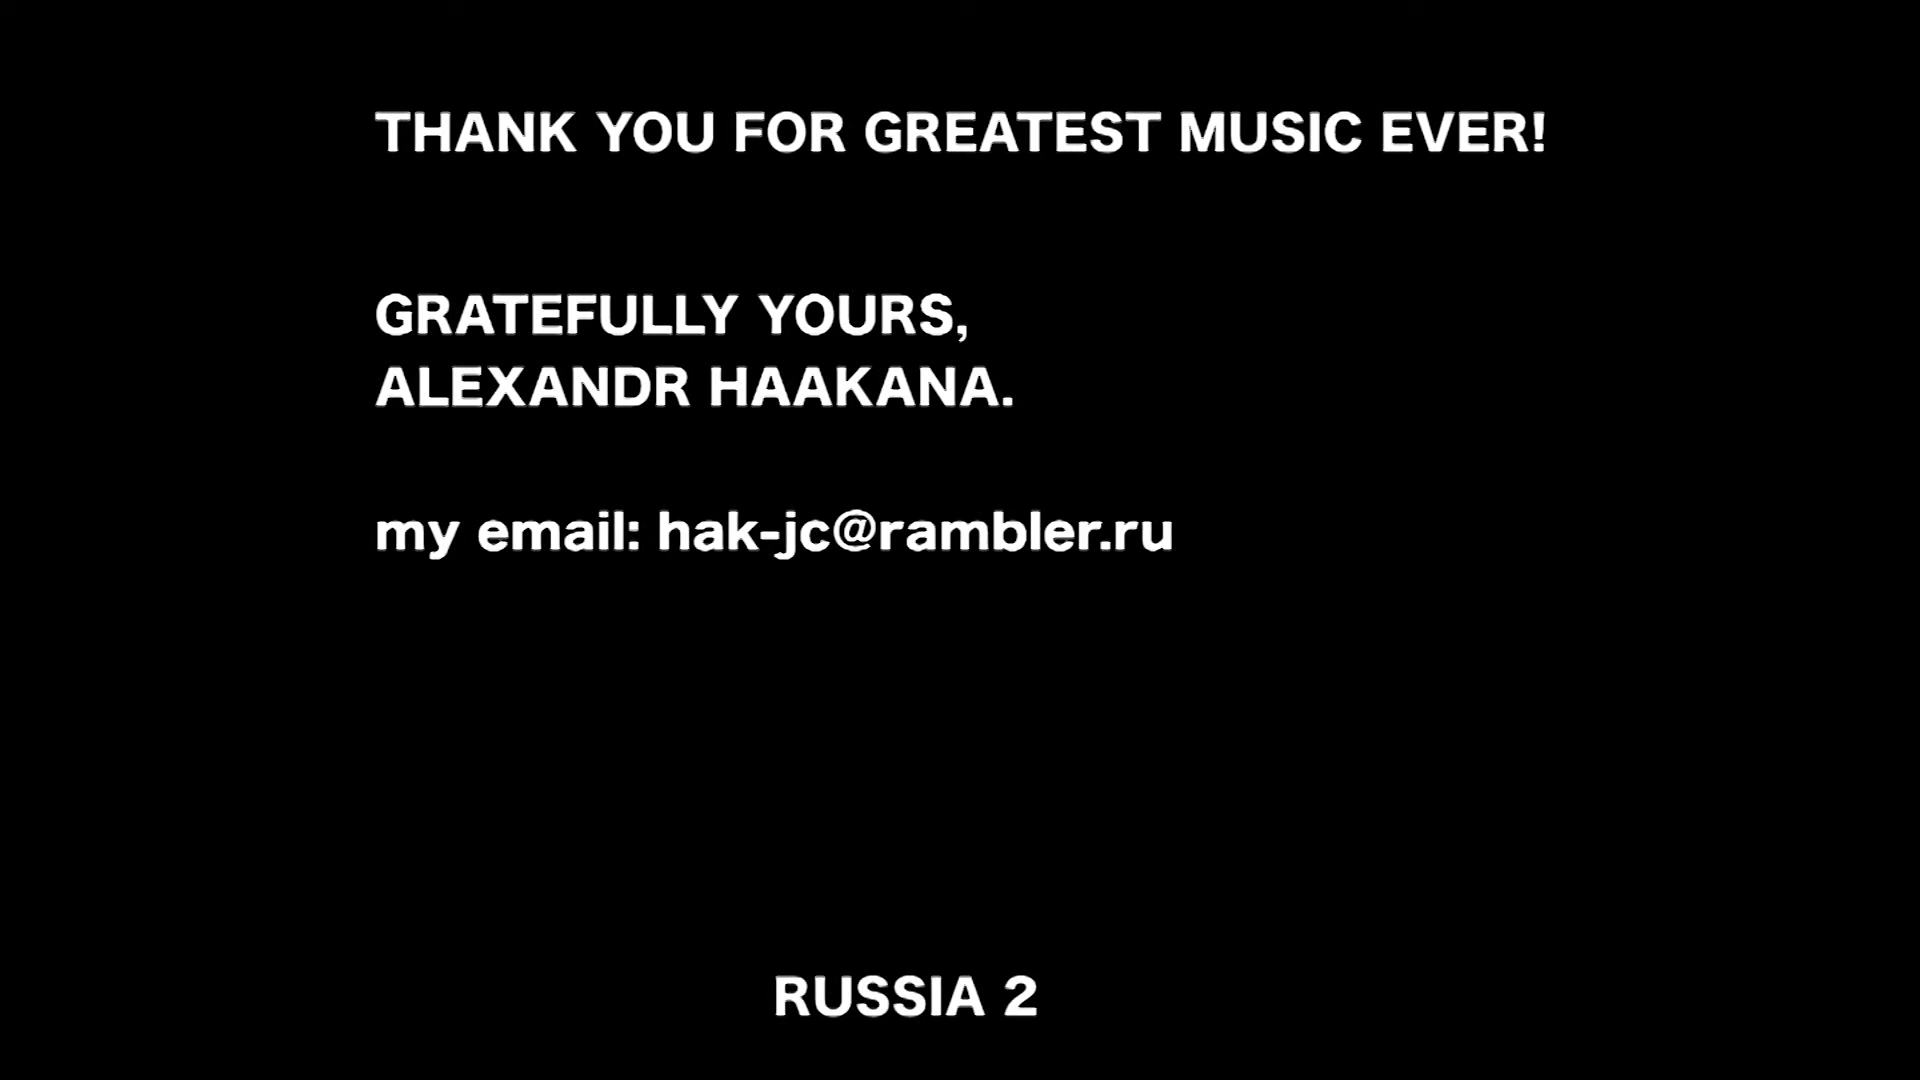 THANK YOU FOR GREATEST MUSIC EVER!
GRATEFULLY YOURS,
ALEXANDR HAAKANA.
my email: hak-jc@rambler.ru
RUSSIA 2